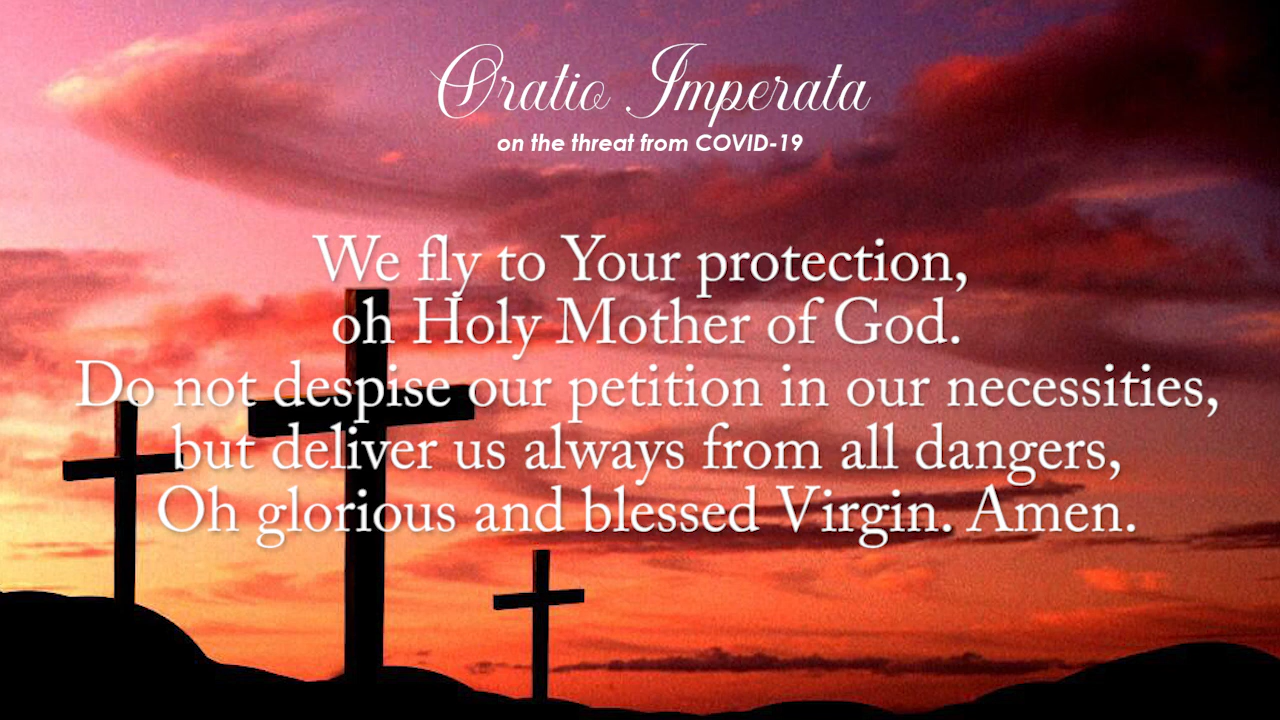 Oratio Imperata
on the threat from COVID-19
We fly to Your protection,
oh Holy Mother of God.
Do not despise our petition in our necessities,
but deliver us always from all dangers,
Oh glorious and blessed Virgin. Amen.